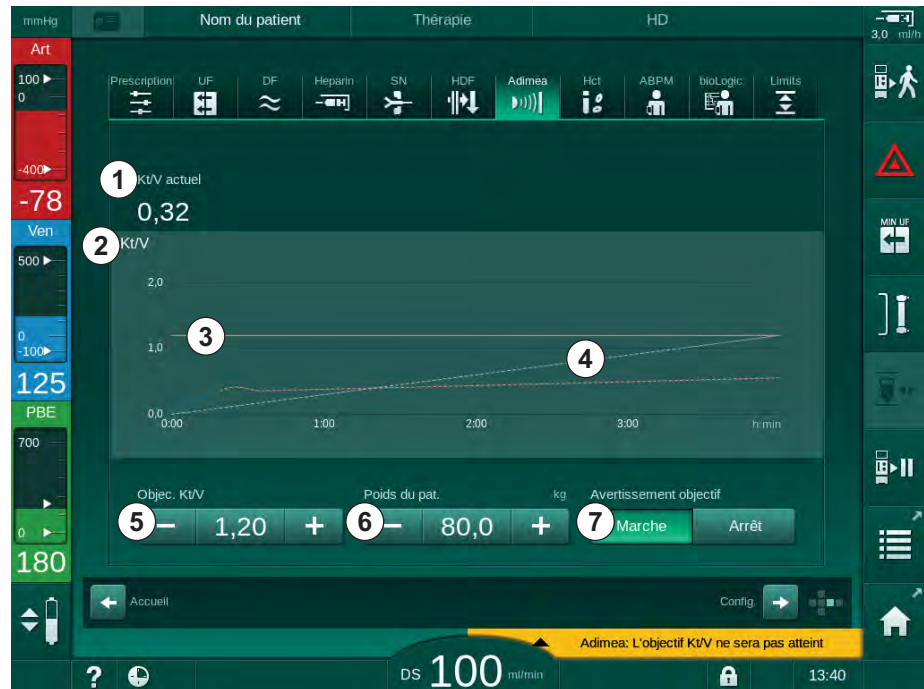 mmHg Nom du patient Thérapie HD
3,0 ml/h
Art
100
0
-400
-78
Ven
500
0
-100
125
PBE
700
0
180
Prescription UF DF Heparin SN HDF Adimea Hct ABPM bioLogic Limits
MIN UF
1 Kt/V actuel
0,32
2 Kt/V
2,0
3
1,0
4
0,0
0:00 1:00 2:00 3:00 h:min
Objec. Kt/V Poids du pat. kg Avertissement objectif
5 − 1,20 + 6 − 80,0 + 7 Marche Arrêt
Accueil Config.
Adimea: L'objectif Kt/V ne sera pas atteint
? DS 100 ml/min 13:40